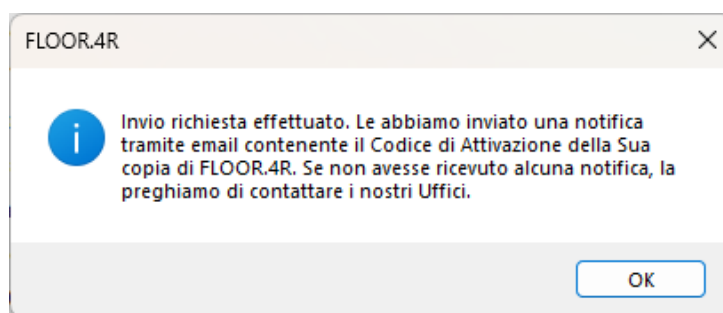 FLOOR.4R
Invio richiesta effettuato. Le abbiamo inviato una notifica
tramite email contenente il Codice di Attivazione della Sua
copia di FLOOR.4R. Se non avesse ricevuto alcuna notifica, la
preghiamo di contattare i nostri Uffici.
OK